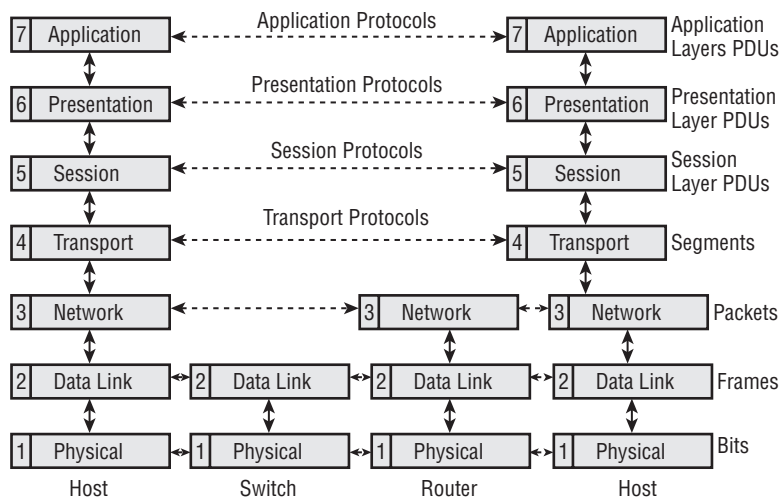 Application Protocols
7 Application
7 Application
Application
Layers PDUs
Presentation Protocols
6 Presentation
6 Presentation
Presentation
Layer PDUs
Session Protocols
5 Session
5 Session
Session
Layer PDUs
Transport Protocols
4 Transport
4 Transport
Segments
3 Network
3 Network
3 Network
Packets
2 Data Link
2 Data Link
2 Data Link
2 Data Link
Frames
1 Physical
1 Physical
1 Physical
1 Physical
Bits
Host
Switch
Router
Host